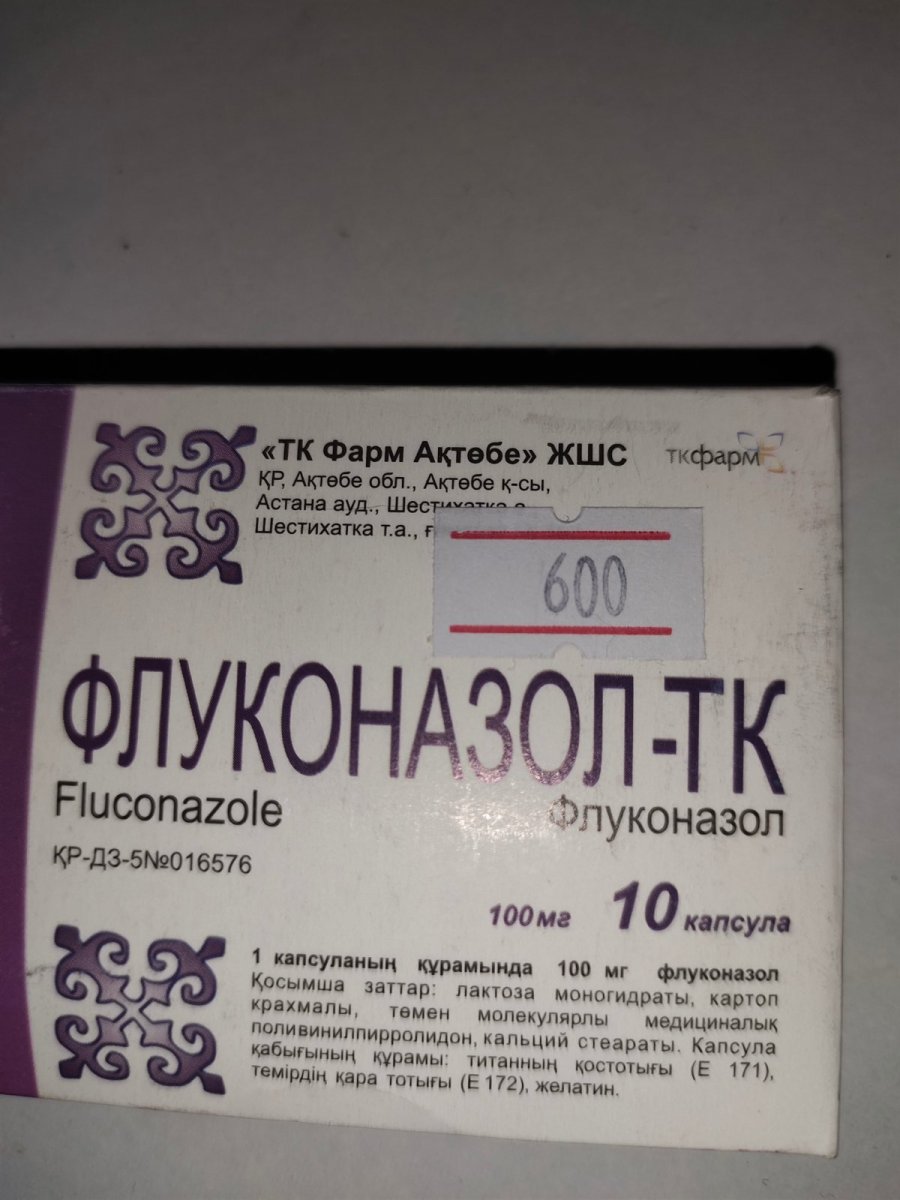 «ТК Фарм Ақтөбе» ЖШС
ткфарм
ҚР, Ақтөбе обл., Ақтөбе қ-сы,
Астана ауд., Шестихатка
Шестихатка т.а.,
600
ФЛУКОНАЗОЛ-ТК
Fluconazole
Флуконазол
ҚР-ДЗ-5№016576
100 мг 10 капсула
1 капсуланың құрамында 100 мг флуконазол
Қосымша заттар: лактоза моногидраты, картоп
крахмалы, төмен молекулярлы медициналық
поливинилпирролидон, кальций стеараты. Капсула
қабығының құрамы: титанның қостотығы (Е 171),
темірдің қара тотығы (Е 172), желатин.